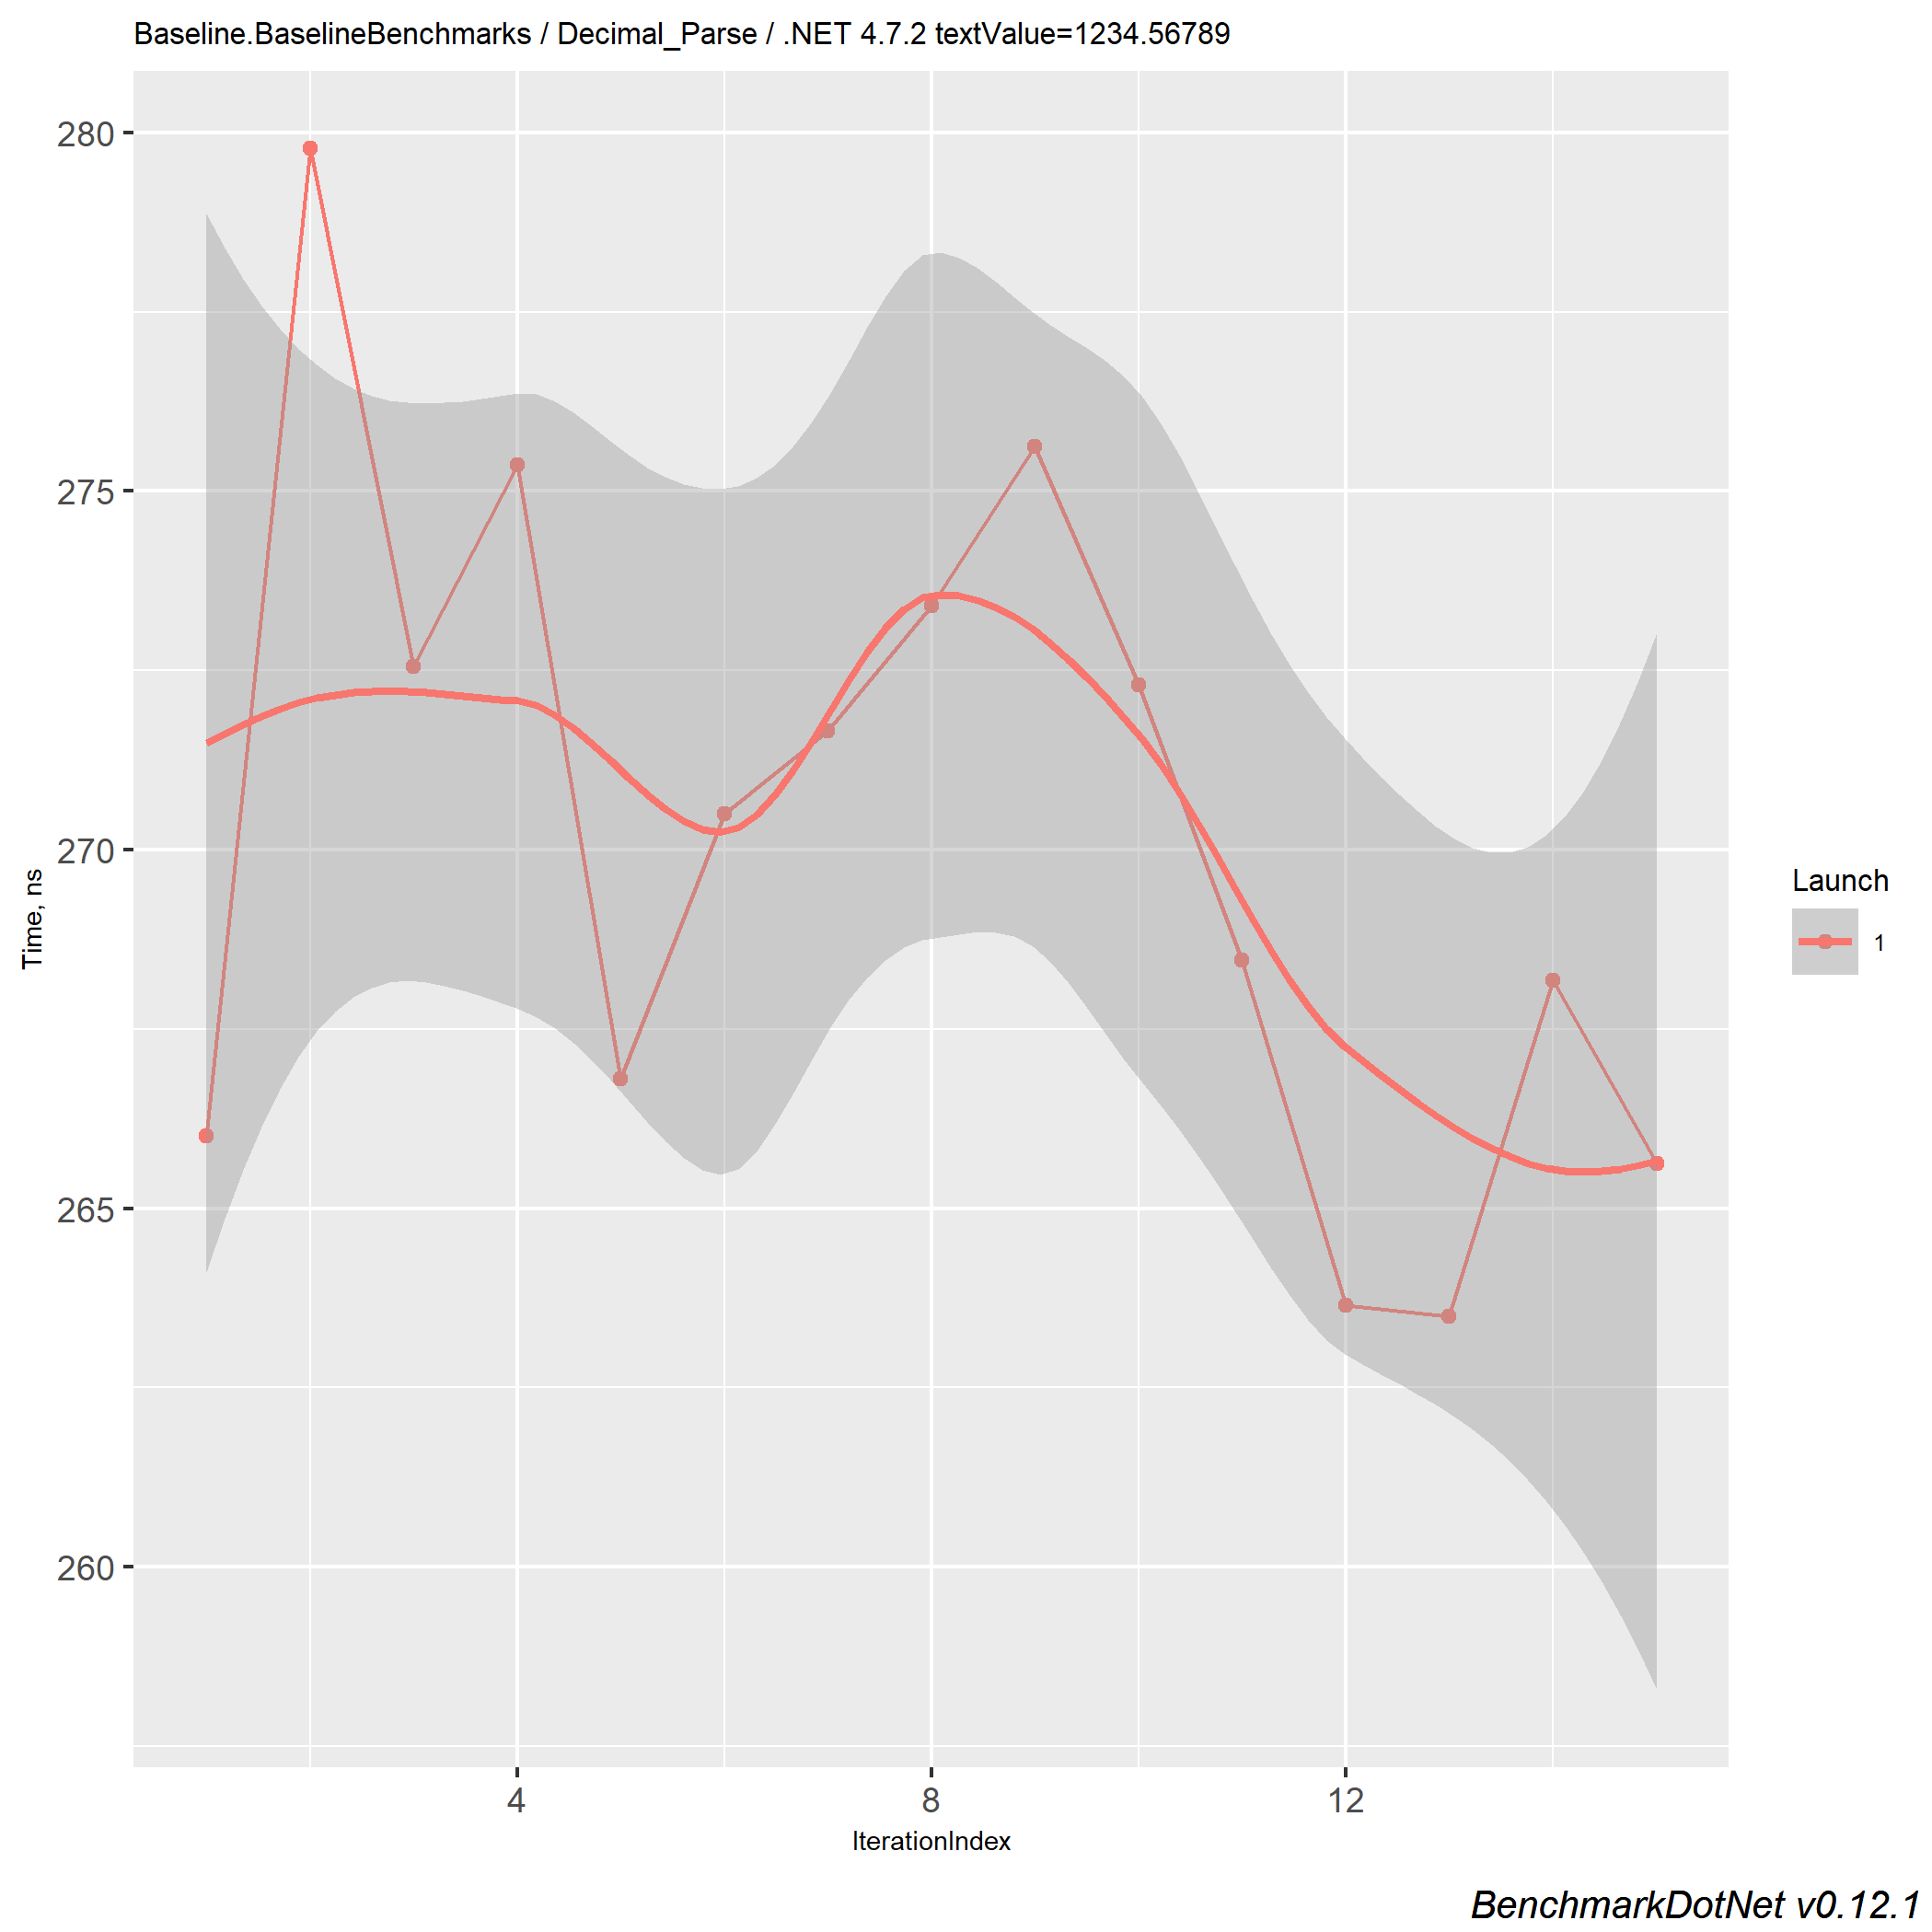 Baseline.BaselineBenchmarks / Decimal_Parse / .NET 4.7.2 textValue=1234.56789
280
275
270
265
260
Time, ns
4 8 12
IterationIndex
Launch
1
BenchmarkDotNet v0.12.1